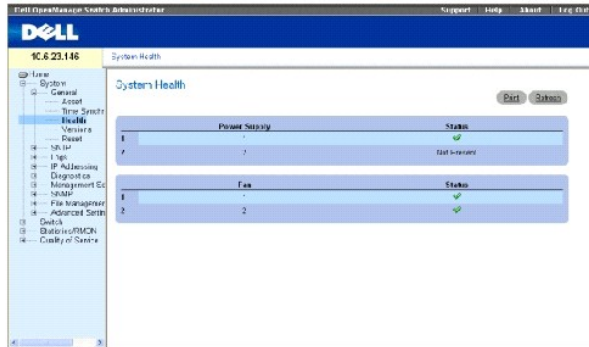 Dell OpenManage Switch Administrator
Support Help About Log Out
DELL
10.6.23.146
System Health
Home
System
General
Asset
Time Synchr
Health
Versions
Reset
SNTP
Logs
IP Addressing
Diagnostics
Management Se
SNMP
File Managemen
Advanced Settin
Switch
Statistics/RMON
Quality of Service
System Health
Print Refresh
Power Supply Status
1
2 2 Not Present
Fan Status
1
2 2